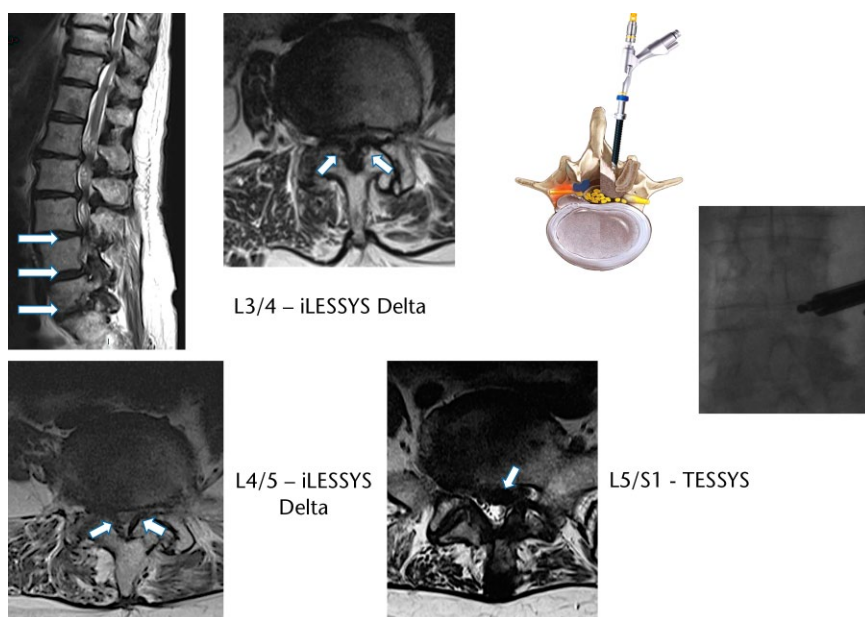 L3/4 – iLESSYS Delta
L4/5 – iLESSYS
Delta
L5/S1 - TESSYS